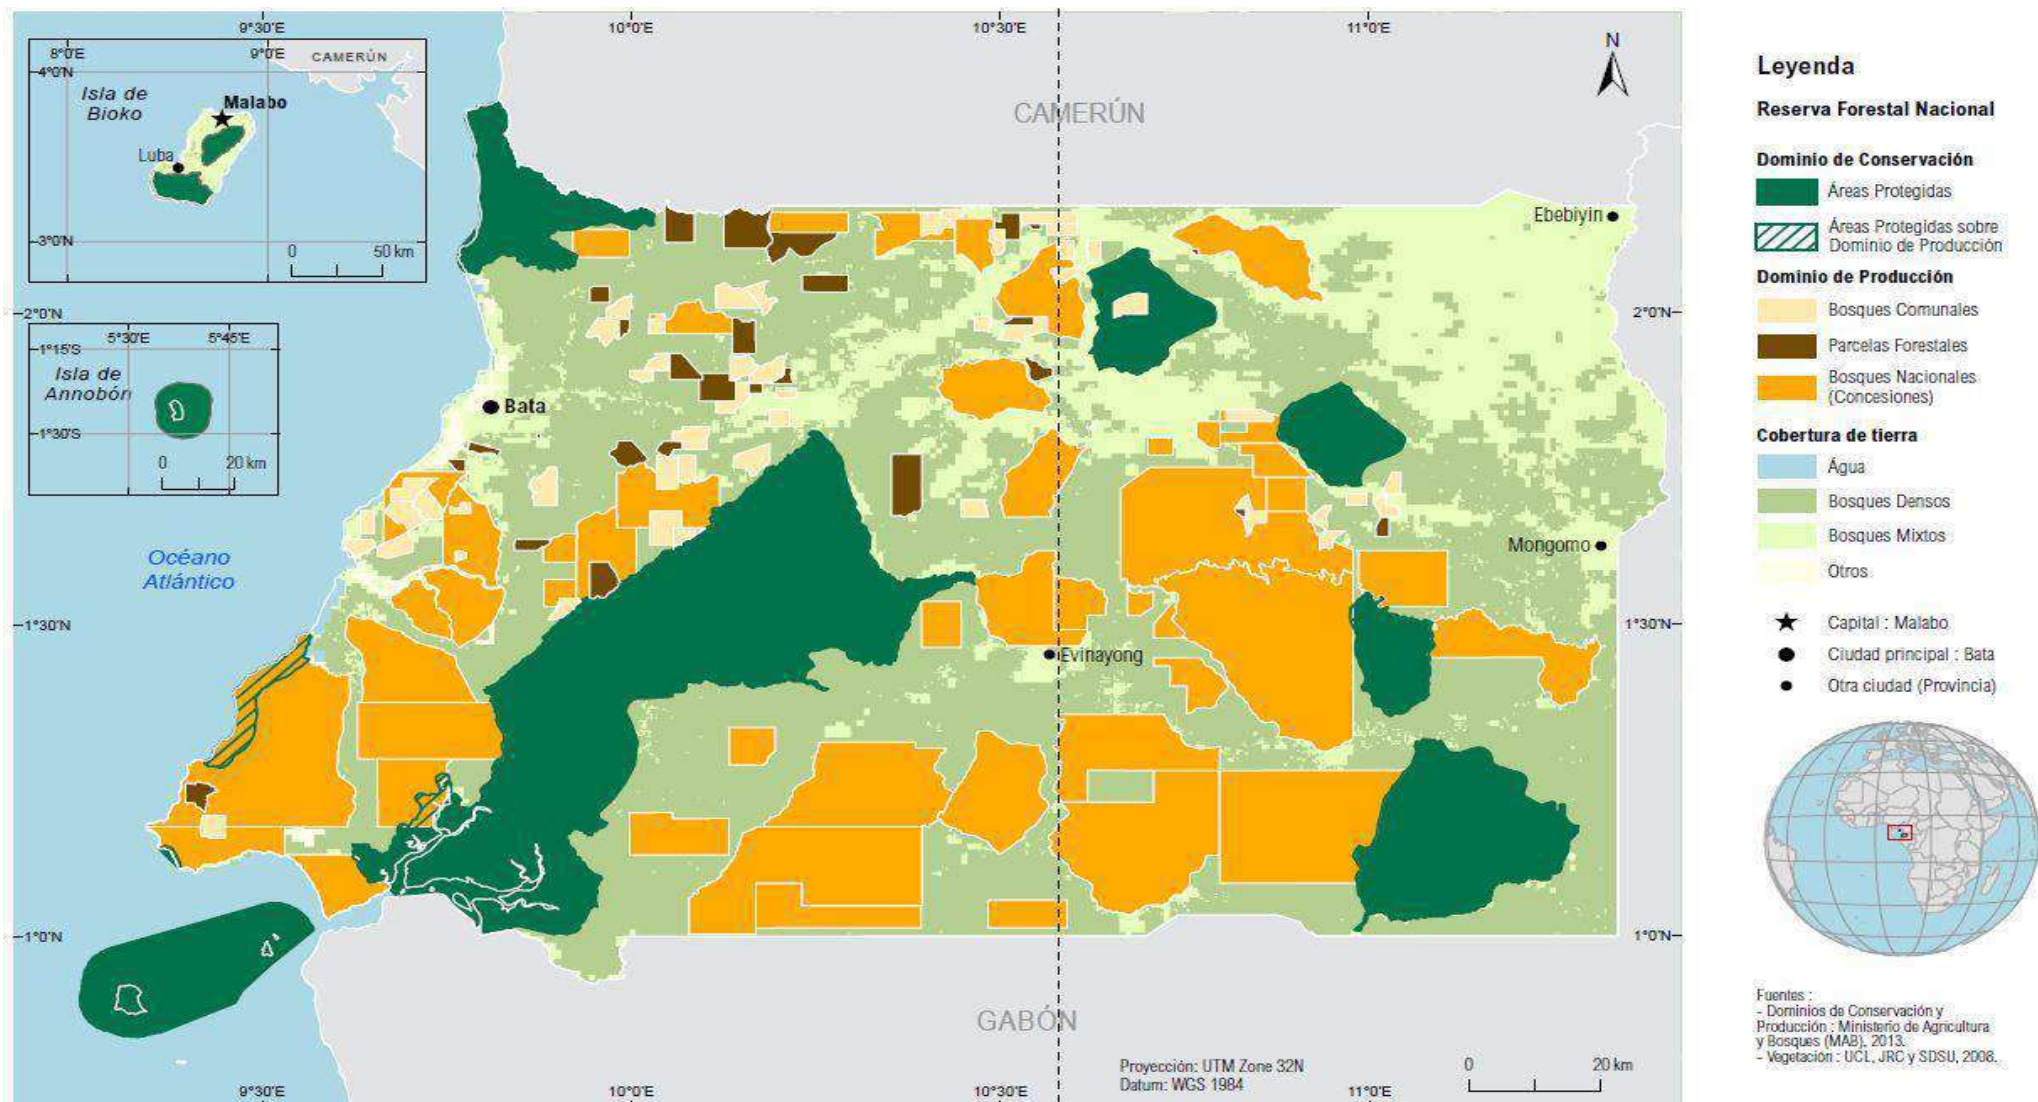 9°30'E
10°0'E
10°30'E
11°0'E
8°0'E
9°0'E
CAMERÚN
4°0'N
Isla de
Bioko
Malabo
Luba
3°0'N
0
50 km
CAMERÚN
N
Ebebiyin
2°0'N
2°0'N
5°30'E
5°45'E
1°15'S
Isla de
Annobón
1°30'S
0
20 km
Bata
Océano
Atlántico
Mongomo
1°30'N
1°30'N
Evinayong
1°0'N
1°0'N
GABÓN
Proyección: UTM Zone 32N
Datum: WGS 1984
0
20 km
9°30'E
10°0'E
10°30'E
11°0'E
Leyenda
Reserva Forestal Nacional
Dominio de Conservación
Áreas Protegidas
Áreas Protegidas sobre
Dominio de Producción
Dominio de Producción
Bosques Comunales
Parcelas Forestales
Bosques Nacionales
(Concesiones)
Cobertura de tierra
Água
Bosques Densos
Bosques Mixtos
Otros
Capital : Malabo
Ciudad principal : Bata
Otra ciudad (Provincia)
Fuentes :
- Dominios de Conservación y
Producción : Ministerio de Agricultura
y Bosques (MAB), 2013.
- Vegetación : UCL, JRC y SDSU, 2008.